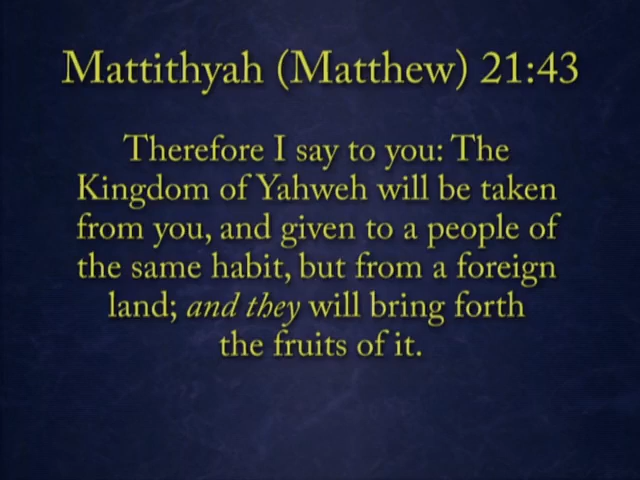 Mattithyah (Matthew) 21:43
Therefore I say to you: The
Kingdom of Yahweh will be taken
from you, and given to a people of
the same habit, but from a foreign
land; and they will bring forth
the fruits of it.